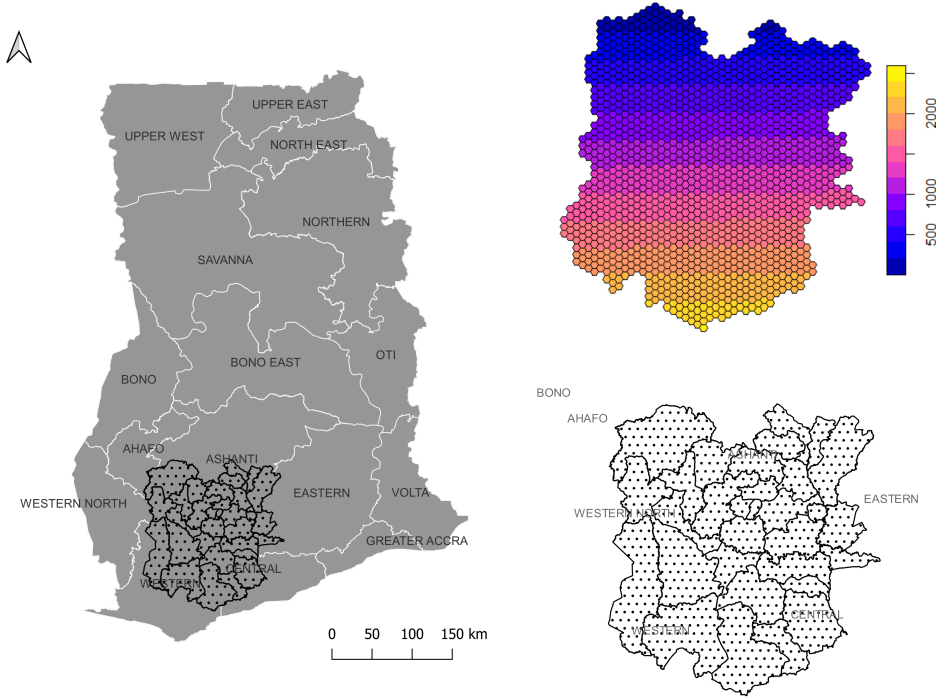 UPPER EAST
UPPER WEST
NORTH EAST
NORTHERN
SAVANNA
BONO EAST
OTI
BONO
AHAFO
ASHANTI
WESTERN NORTH
EASTERN
VOLTA
GREATER ACCRA
CENTRAL
WESTERN
0 50 100 150 km
2000
1000
500
BONO
AHAFO
ASHANTI
WESTERN NORTH
EASTERN
CENTRAL
WESTERN